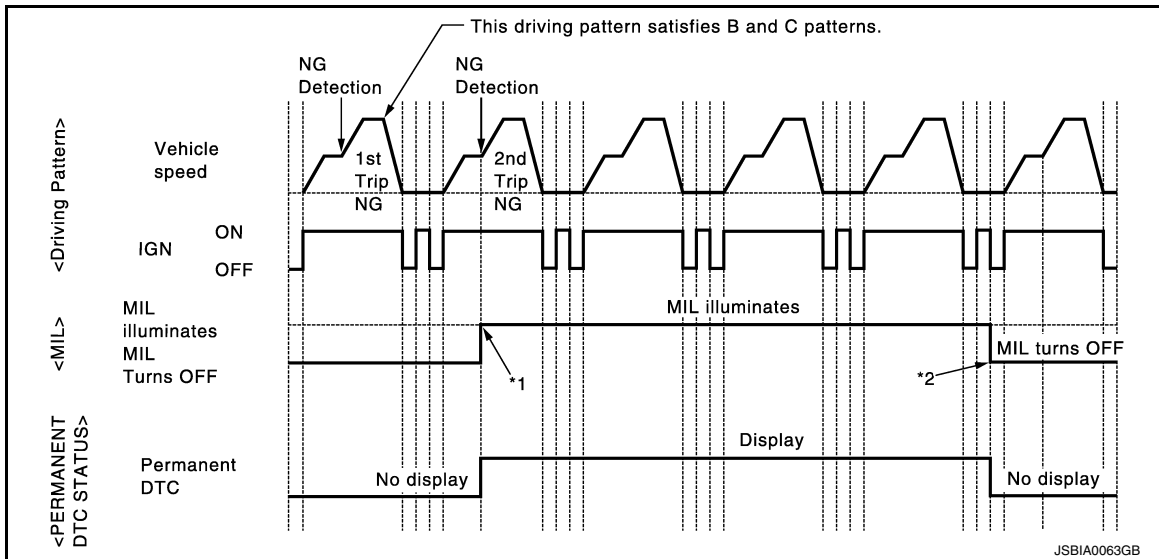 This driving pattern satisfies B and C patterns.
NG
Detection
NG
Detection
<Driving Pattern>
Vehicle
speed
1st
Trip
NG
2nd
Trip
NG
IGN
ON
OFF
<MIL>
MIL
illuminates
MIL
Turns OFF
MIL illuminates
*1
*2
MIL turns OFF
<PERMANENT
DTC STATUS>
Permanent
DTC
No display
Display
No display
JSBIA0063GB